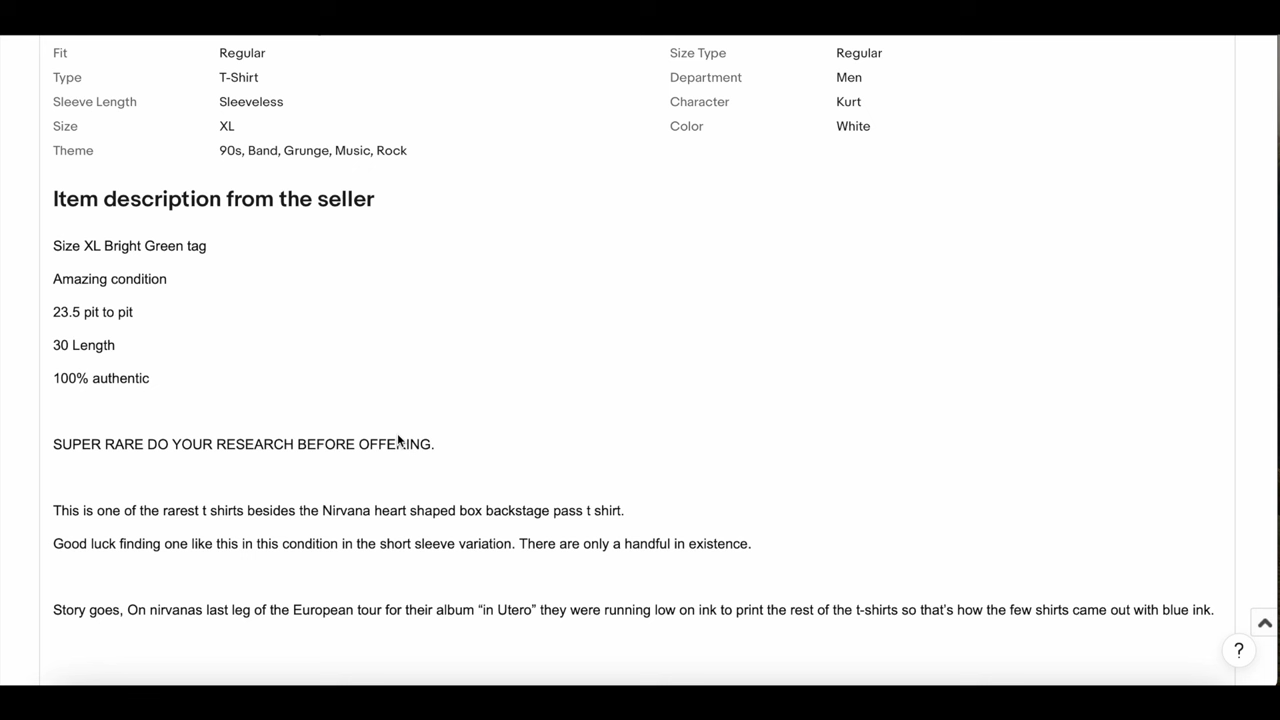 Fit Regular Size Type Regular
Type T-Shirt Department Men
Sleeve Length Sleeveless Character Kurt
Size XL Color White
Theme 90s, Band, Grunge, Music, Rock
Item description from the seller
Size XL Bright Green tag
Amazing condition
23.5 pit to pit
30 Length
100% authentic
SUPER RARE DO YOUR RESEARCH BEFORE OFFERING.
This is one of the rarest t shirts besides the Nirvana heart shaped box backstage pass t shirt.
Good luck finding one like this in this condition in the short sleeve variation. There are only a handful in existence.
Story goes, On nirvanas last leg of the European tour for their album “in Utero” they were running low on ink to print the rest of the t-shirts so that’s how the few shirts came out with blue ink.
?